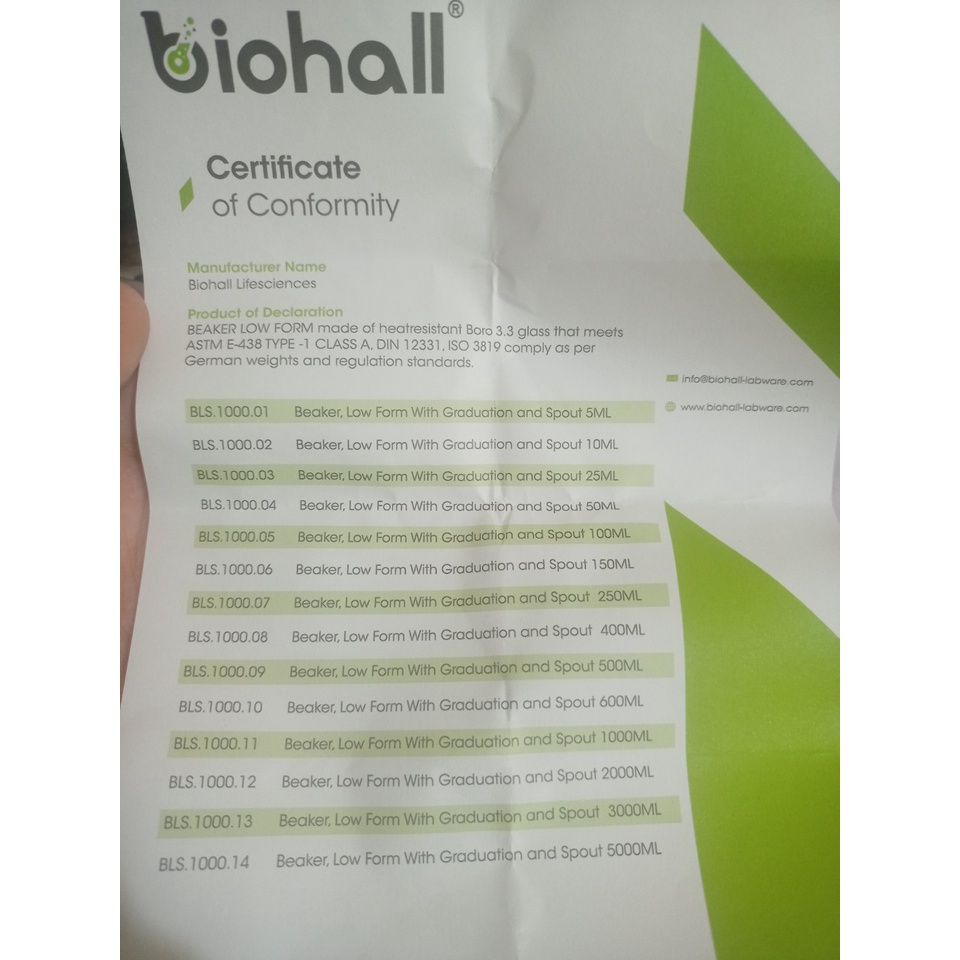 biohall®
Certificate
of Conformity
Manufacturer Name
Biohall Lifesciences
Product of Declaration
BEAKER LOW FORM made of heatresistant Boro 3.3 glass that meets
ASTM E-438 TYPE -1 CLASS A, DIN 12331, ISO 3819 comply as per
German weights and regulation standards.
info@biohall-labware.com
www.biohall-labware.com
BLS.1000.01 Beaker, Low Form With Graduation and Spout 5ML
BLS.1000.02 Beaker, Low Form With Graduation and Spout 10ML
BLS.1000.03 Beaker, Low Form With Graduation and Spout 25ML
BLS.1000.04 Beaker, Low Form With Graduation and Spout 50ML
BLS.1000.05 Beaker, Low Form With Graduation and Spout 100ML
BLS.1000.06 Beaker, Low Form With Graduation and Spout 150ML
BLS.1000.07 Beaker, Low Form With Graduation and Spout 250ML
BLS.1000.08 Beaker, Low Form With Graduation and Spout 400ML
BLS.1000.09 Beaker, Low Form With Graduation and Spout 500ML
BLS.1000.10 Beaker, Low Form With Graduation and Spout 600ML
BLS.1000.11 Beaker, Low Form With Graduation and Spout 1000ML
BLS.1000.12 Beaker, Low Form With Graduation and Spout 2000ML
BLS.1000.13 Beaker, Low Form With Graduation and Spout 3000ML
BLS.1000.14 Beaker, Low Form With Graduation and Spout 5000ML